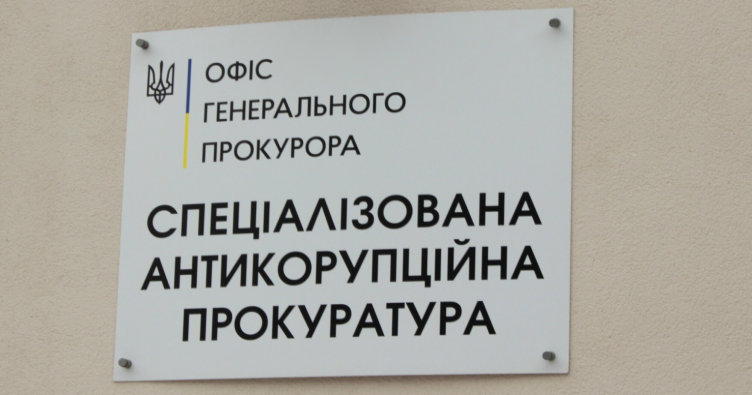 ОФІС
ГЕНЕРАЛЬНОГО
ПРОКУРОРА
СПЕЦІАЛІЗОВАНА
АНТИКОРУПЦІЙНА
ПРОКУРАТУРА